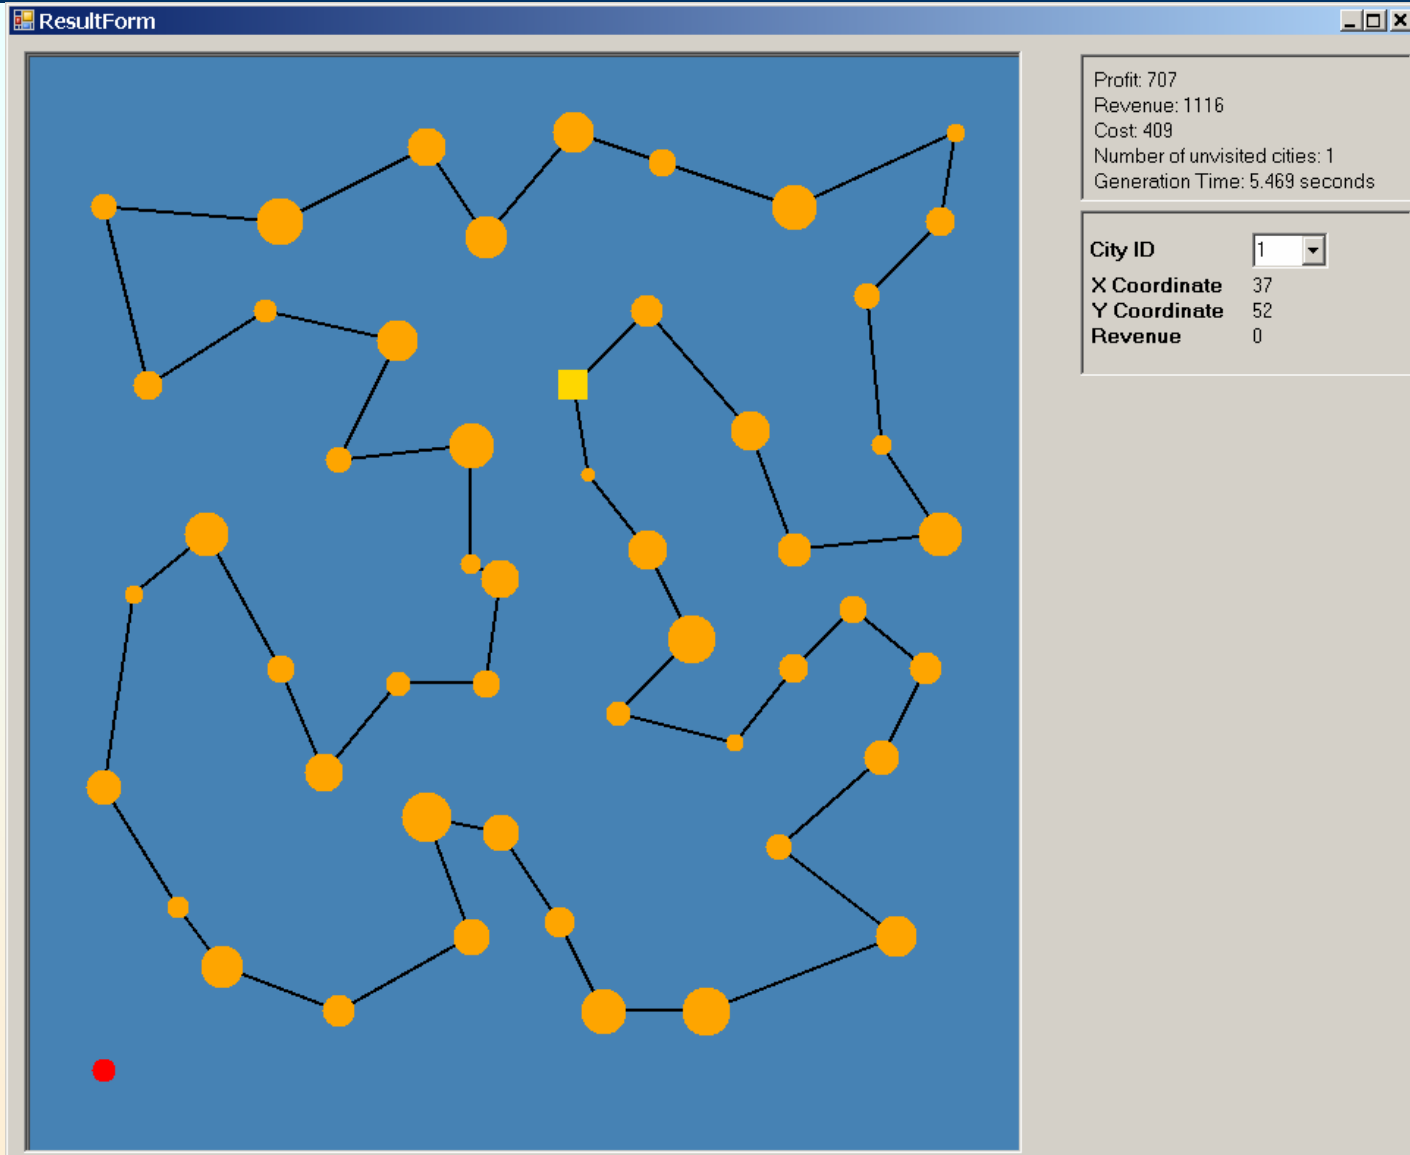 ResultForm
Profit: 707
Revenue: 1116
Cost: 409
Number of unvisited cities: 1
Generation Time: 5.469 seconds
City ID 1
X Coordinate 37
Y Coordinate 52
Revenue 0